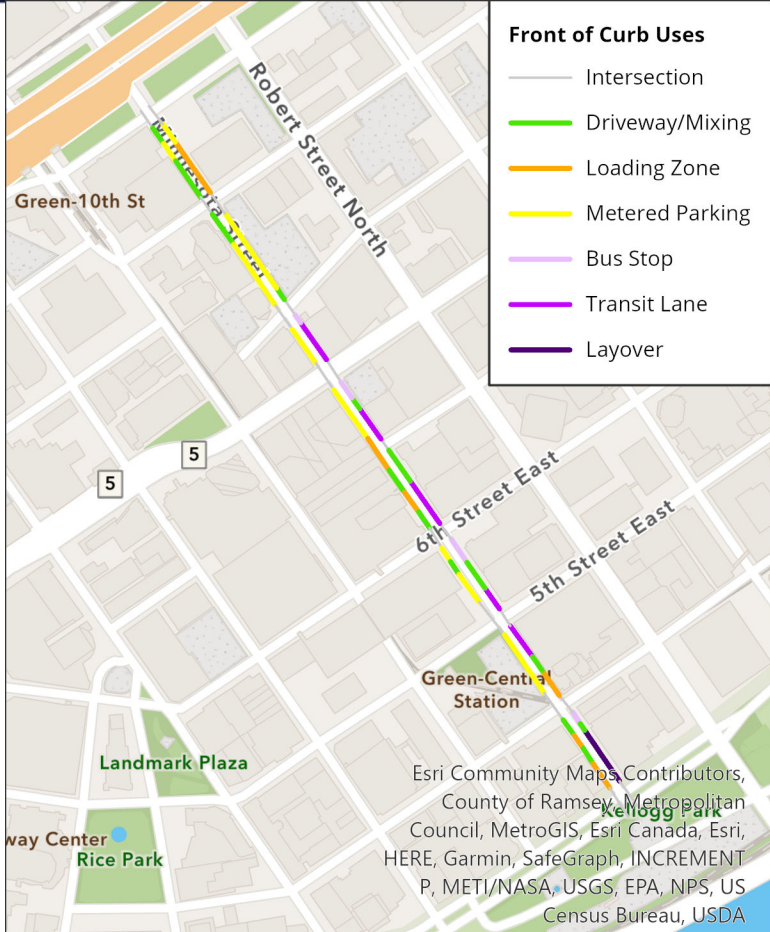 Front of Curb Uses
Intersection
Driveway/Mixing
Loading Zone
Metered Parking
Bus Stop
Transit Lane
Layover
Robert Street North
Minnesota Street
Green-10th St
5
5
6th Street East
5th Street East
Green-Central
Station
Landmark Plaza
way Center
Rice Park
Kellogg Park
Esri Community Maps Contributors,
County of Ramsey, Metropolitan
Council, MetroGIS, Esri Canada, Esri,
HERE, Garmin, SafeGraph, INCREMENT
P, METI/NASA, USGS, EPA, NPS, US
Census Bureau, USDA